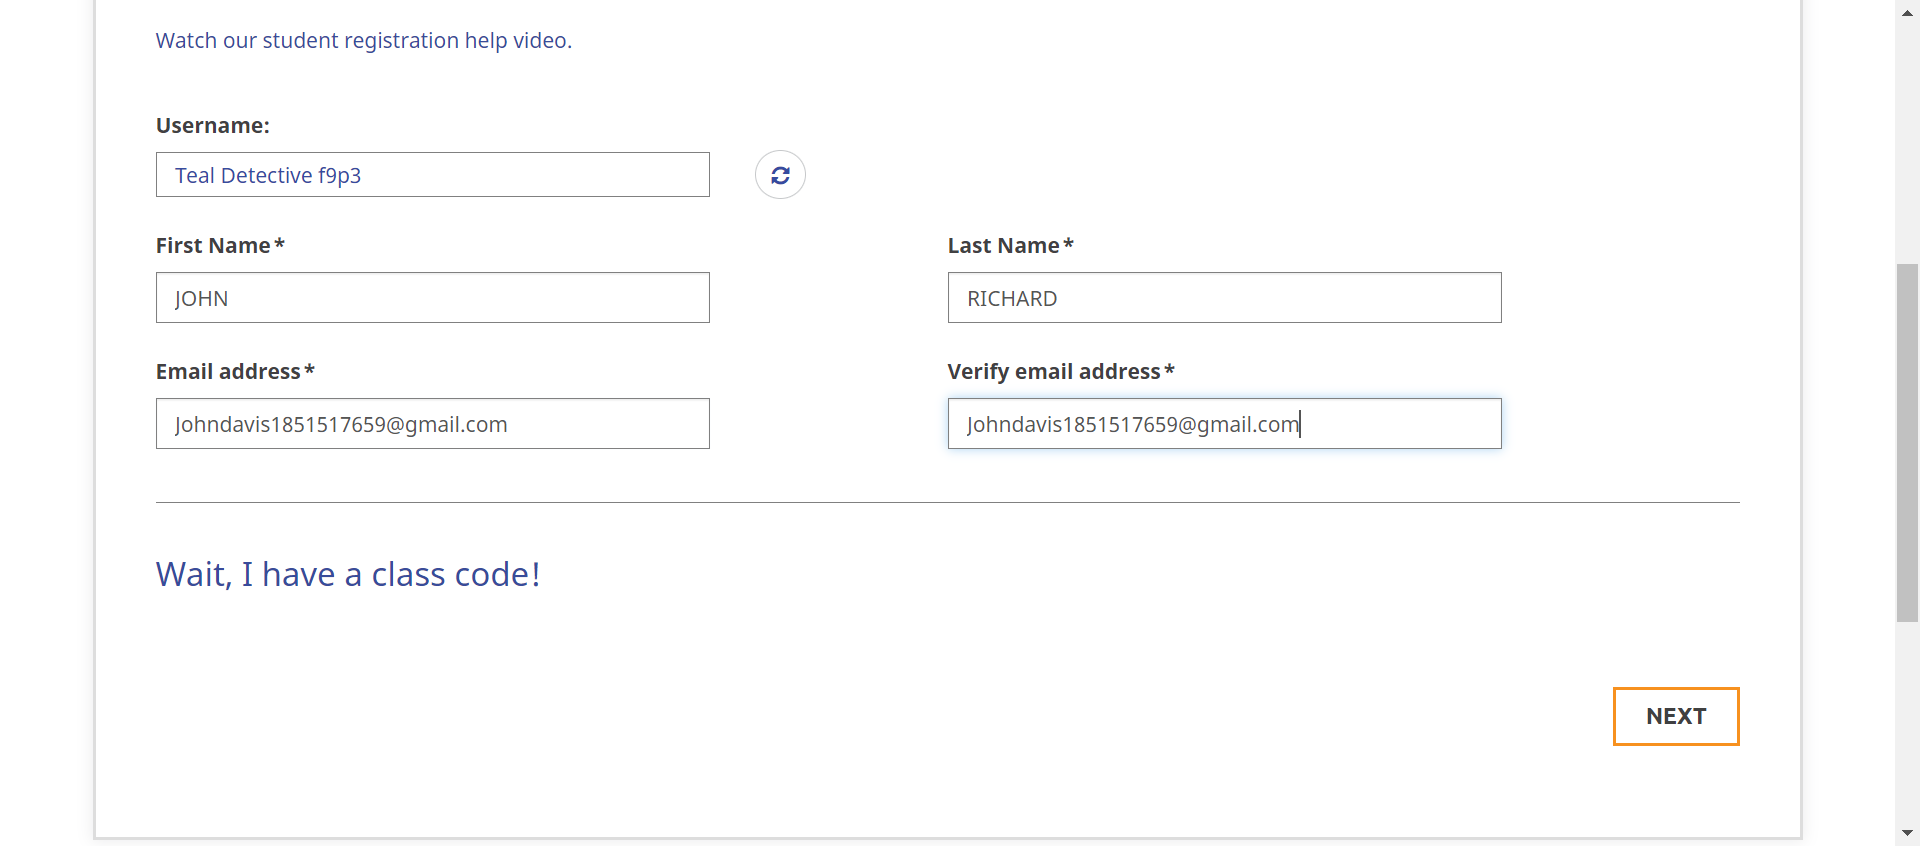 Watch our student registration help video.
Username:
Teal Detective f9p3
First Name*
Last Name*
JOHN
RICHARD
Email address*
Verify email address*
Johndavis1851517659@gmail.com
Johndavis1851517659@gmail.com
Wait, I have a class code!
NEXT